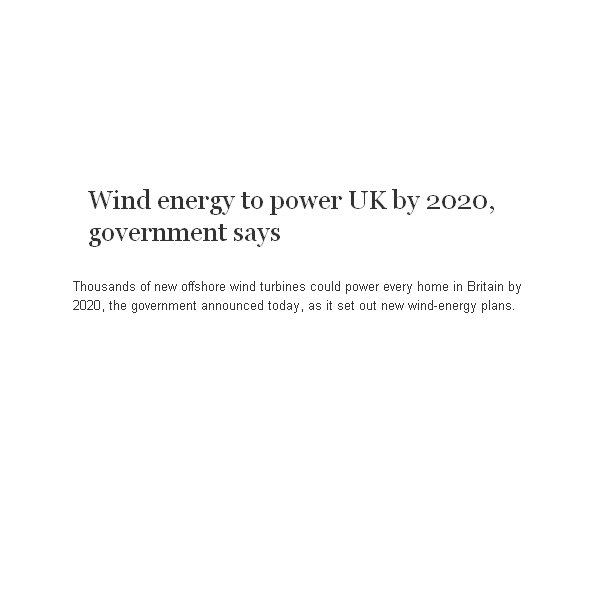 Wind energy to power UK by 2020,
government says
Thousands of new offshore wind turbines could power every home in Britain by
2020, the government announced today, as it set out new wind-energy plans.